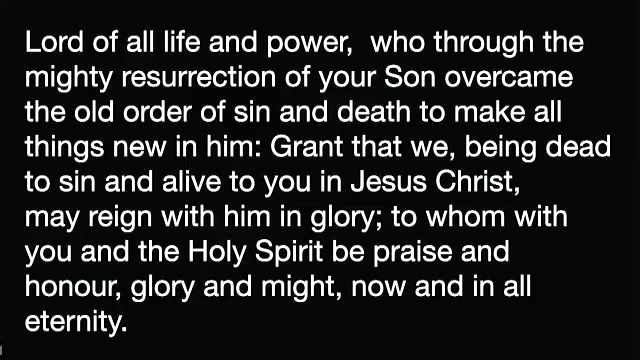 Lord of all life and power,  who through the
mighty resurrection of your Son overcame
the old order of sin and death to make all
things new in him: Grant that we, being dead
to sin and alive to you in Jesus Christ,
may reign with him in glory; to whom with
you and the Holy Spirit be praise and
honour, glory and might, now and in all
eternity.